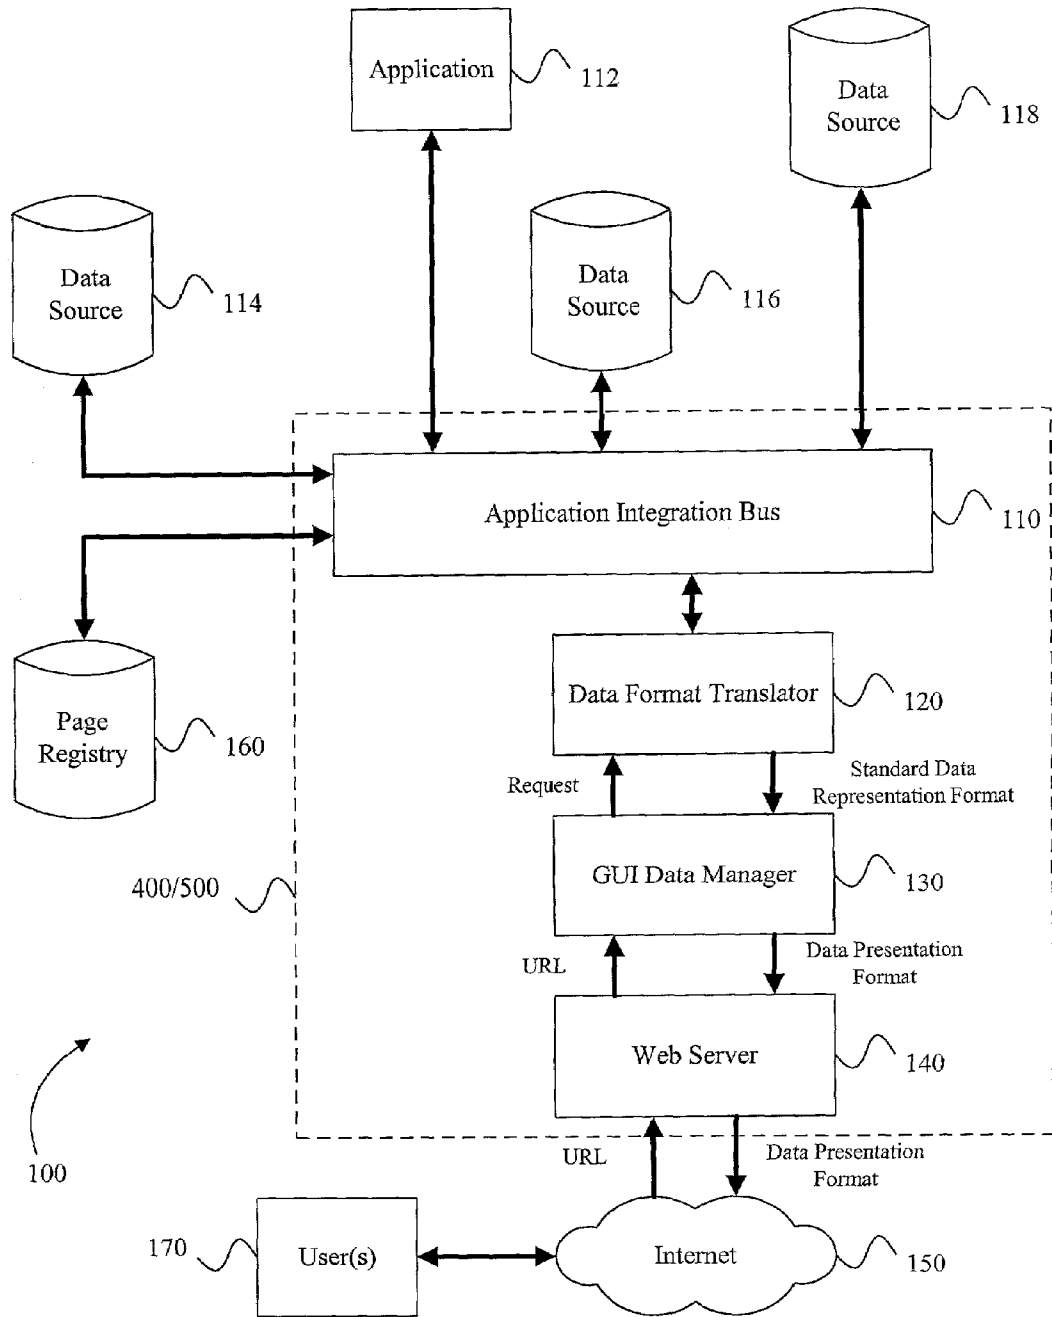 Application
112
Data
Source
118
Data
Source
114
Data
Source
116
Application Integration Bus
110
Data Format Translator
120
Page
Registry
160
Request
Standard Data
Representation Format
GUI Data Manager
130
400/500
URL
Data Presentation
Format
Web Server
140
100
URL
Data Presentation
Format
170
User(s)
Internet
150